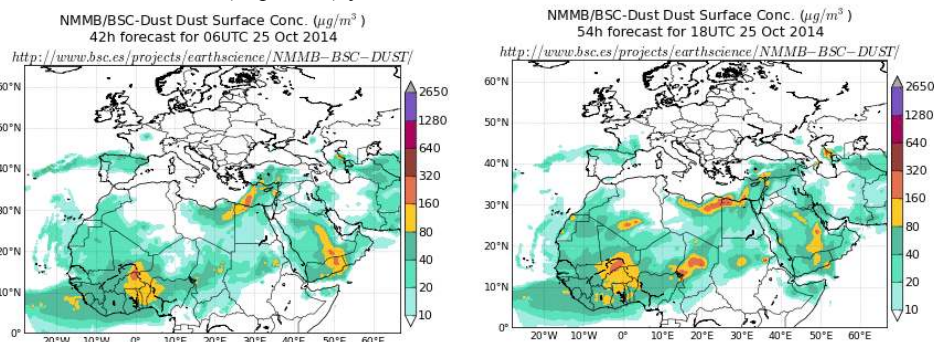 NMMB/BSC-Dust Dust Surface Conc. (μg/m³)
42h forecast for 06UTC 25 Oct 2014
http://www.bsc.es/projects/earthscience/NMMB-BSC-DUST/
50°N
40°N
30°N
20°N
10°N
0°
20°W 10°W 0° 10°E 20°E 30°E 40°E 50°E 60°E
2650
1280
640
320
160
80
40
20
10
NMMB/BSC-Dust Dust Surface Conc. (μg/m³)
54h forecast for 18UTC 25 Oct 2014
http://www.bsc.es/projects/earthscience/NMMB-BSC-DUST/
60°N
50°N
40°N
30°N
20°N
10°N
0°
20°W 10°W 0° 10°E 20°E 30°E 40°E 50°E 60°E
2650
1280
640
320
160
80
40
20
10